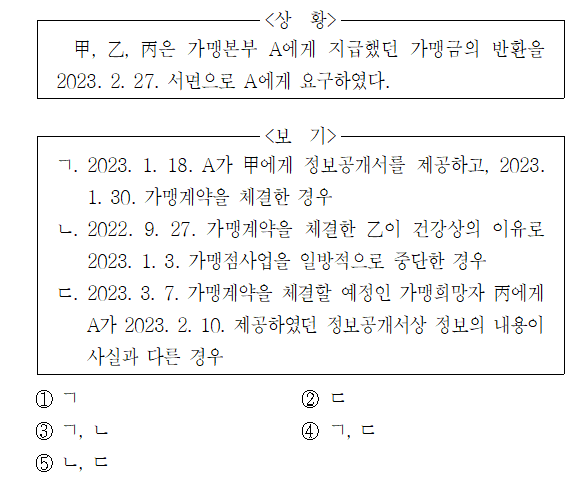 <상 황>
甲, 乙, 丙은 가맹본부 A에게 지급했던 가맹금의 반환을
2023. 2. 27. 서면으로 A에게 요구하였다.
<보 기>
ㄱ. 2023. 1. 18. A가 甲에게 정보공개서를 제공하고, 2023.
1. 30. 가맹계약을 체결한 경우
ㄴ. 2022. 9. 27. 가맹계약을 체결한 乙이 건강상의 이유로
2023. 1. 3. 가맹점사업을 일방적으로 중단한 경우
ㄷ. 2023. 3. 7. 가맹계약을 체결할 예정인 가맹희망자 丙에게
A가 2023. 2. 10. 제공하였던 정보공개서상 정보의 내용이
사실과 다른 경우
① ㄱ ② ㄷ
③ ㄱ, ㄴ ④ ㄱ, ㄷ
⑤ ㄴ, ㄷ